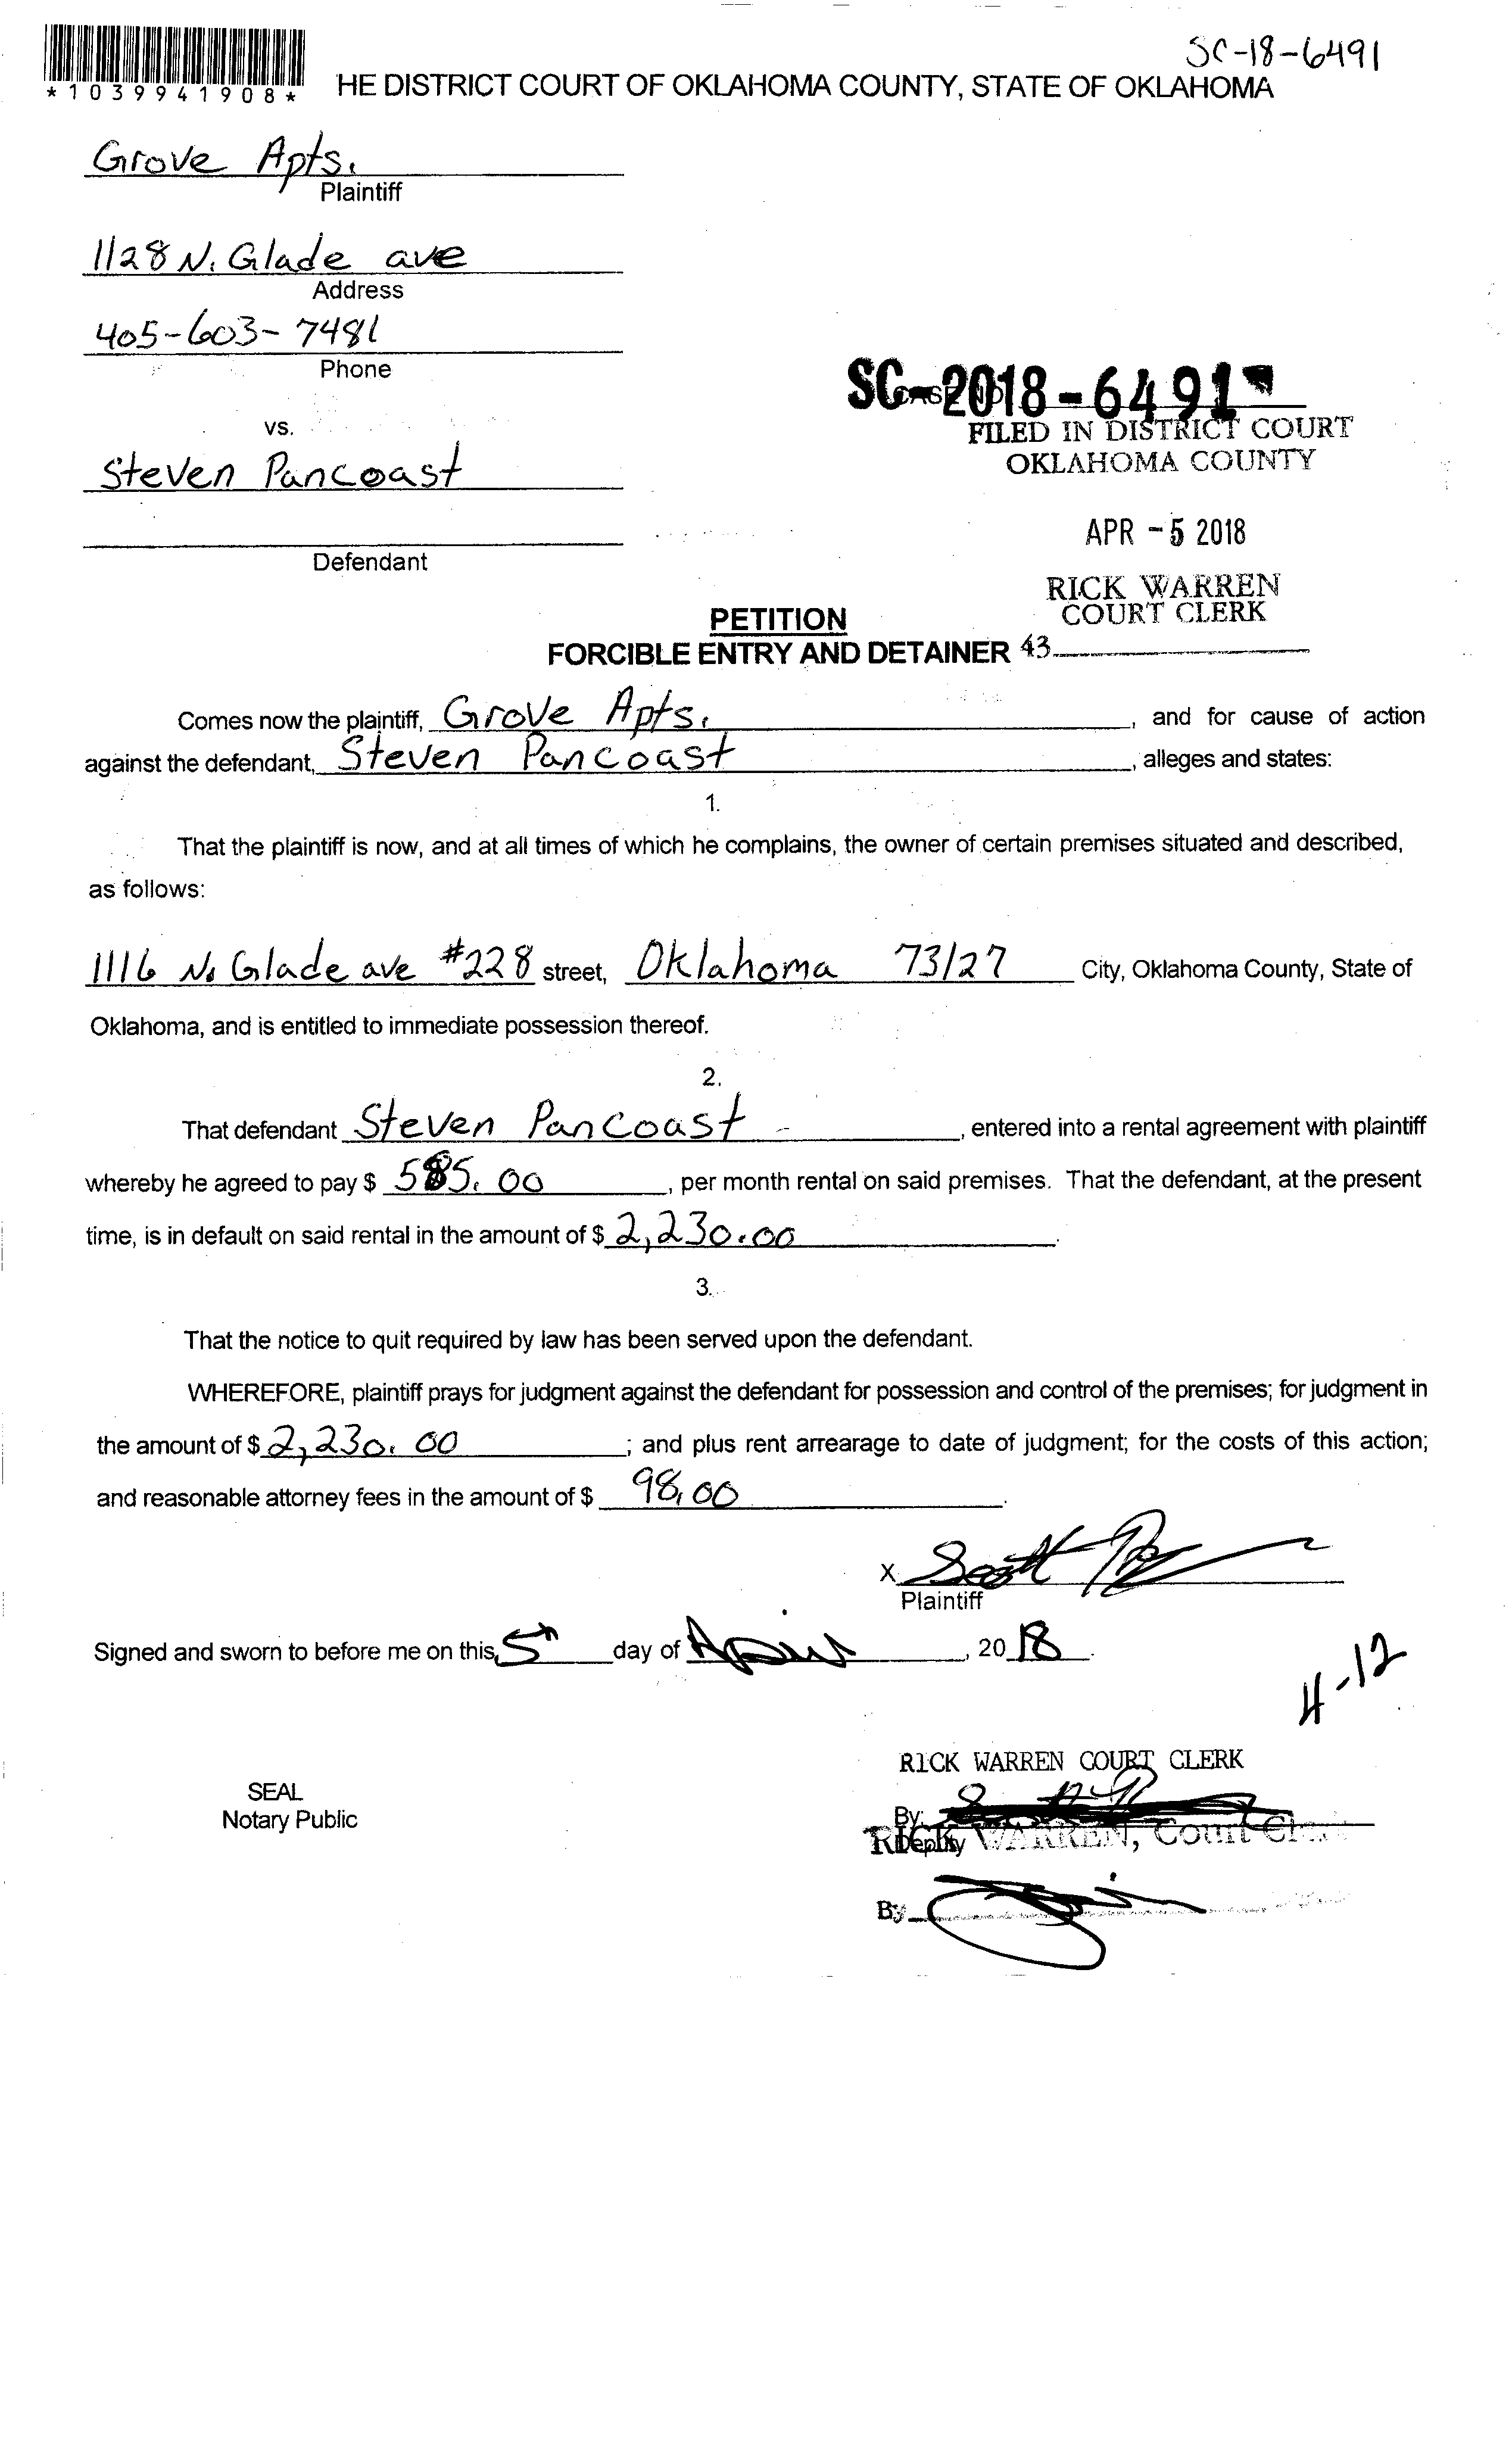 SC-18-6491
*1039941908*
HE DISTRICT COURT OF OKLAHOMA COUNTY, STATE OF OKLAHOMA
Grove Apts.
Plaintiff
1128 N. Glade ave
Address
405-603-7481
Phone
SC-2018-6491
vs.
FILED IN DISTRICT COURT
OKLAHOMA COUNTY
Steven Pancoast
APR -5 2018
Defendant
RICK WARREN
COURT CLERK
PETITION
FORCIBLE ENTRY AND DETAINER 43
Comes now the plaintiff, Grove Apts. , and for cause of action
against the defendant, Steven Pancoast , alleges and states:
1.
That the plaintiff is now, and at all times of which he complains, the owner of certain premises situated and described,
as follows:
1116 N. Glade ave #228 street, Oklahoma 73127 City, Oklahoma County, State of
Oklahoma, and is entitled to immediate possession thereof.
2.
That defendant Steven Pancoast , entered into a rental agreement with plaintiff
whereby he agreed to pay $ 585.00 , per month rental on said premises. That the defendant, at the present
time, is in default on said rental in the amount of $ 2,230.00 .
3.
That the notice to quit required by law has been served upon the defendant.
WHEREFORE, plaintiff prays for judgment against the defendant for possession and control of the premises; for judgment in
the amount of $ 2,230.00 ; and plus rent arrearage to date of judgment; for the costs of this action;
and reasonable attorney fees in the amount of $ 98.00 .
X Scott
Plaintiff
Signed and sworn to before me on this 5th day of April , 20 18 .
4-12
RICK WARREN COURT CLERK
SEAL
Notary Public
By:
Deputy
RICK WARREN, Court
By